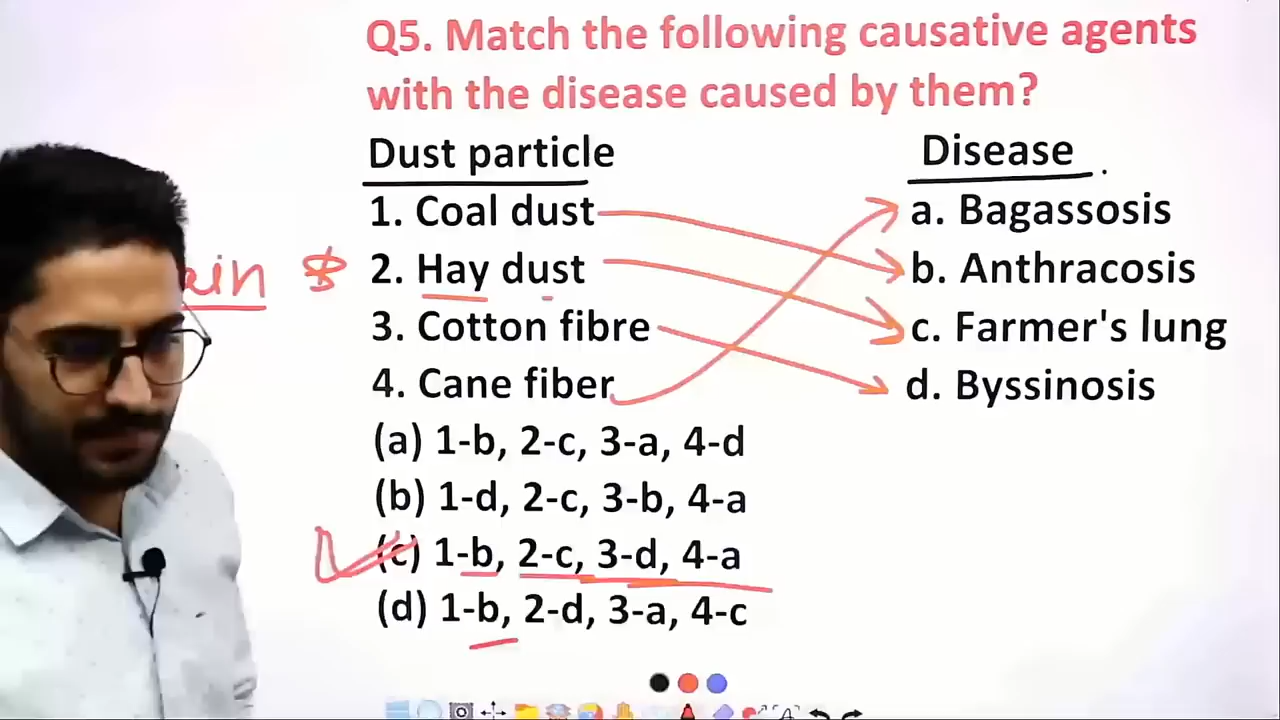 Q5. Match the following causative agents
with the disease caused by them?
Dust particle
Disease
1. Coal dust
a. Bagassosis
2. Hay dust
b. Anthracosis
3. Cotton fibre
c. Farmer's lung
4. Cane fiber
d. Byssinosis
(a) 1-b, 2-c, 3-a, 4-d
(b) 1-d, 2-c, 3-b, 4-a
(c) 1-b, 2-c, 3-d, 4-a
(d) 1-b, 2-d, 3-a, 4-c